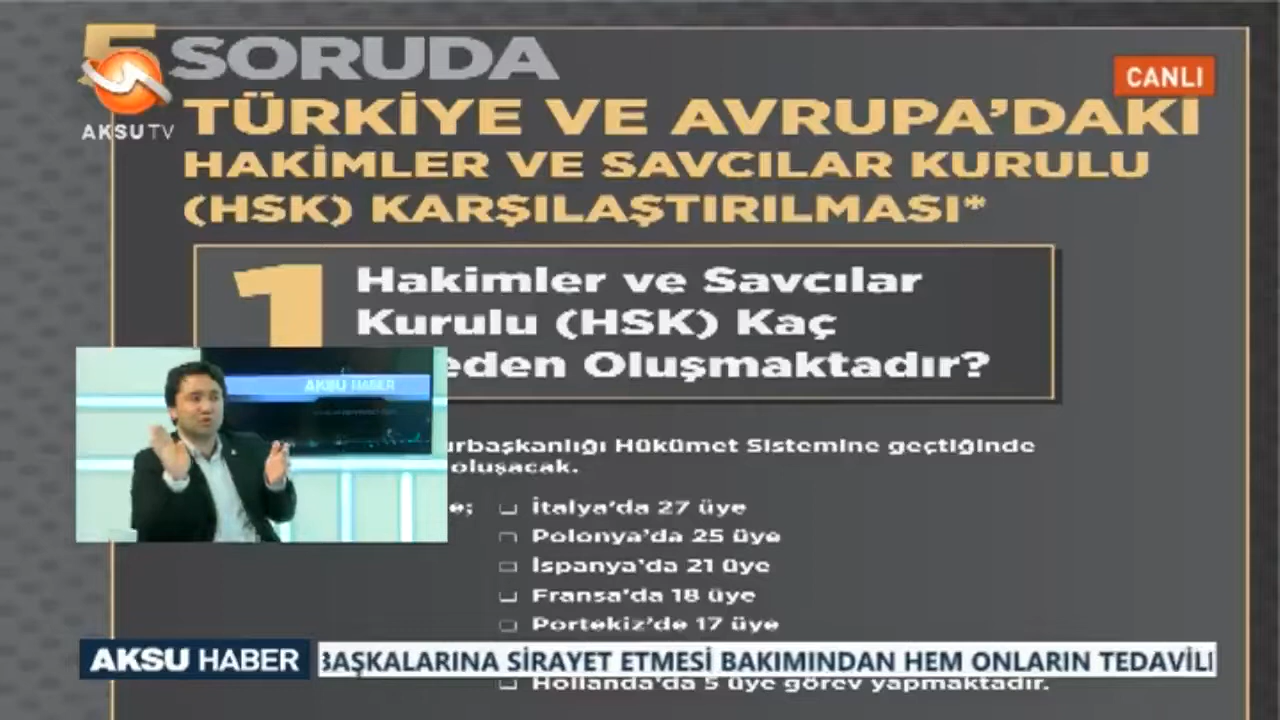 5 SORUDA
CANLI
AKSU TV
TÜRKİYE VE AVRUPA'DAKİ
HAKİMLER VE SAVCILAR KURULU
(HSK) KARŞILAŞTIRILMASI*
1
Hakimler ve Savcılar
Kurulu (HSK) Kaç
eden Oluşmaktadır?
AKSU HABER
urbaşkanlığı Hükümet Sistemine geçtiğinde
oluşacak.
e;
İtalya'da 27 üye
Polonya'da 25 üye
İspanya'da 21 üye
Fransa'da 18 üye
Portekiz'de 17 üye
AKSU HABER
BAŞKALARINA SİRAYET ETMESİ BAKIMINDAN HEM ONLARIN TEDAVİLİ
Hollanda'da 5 üye görev yapmaktadır.